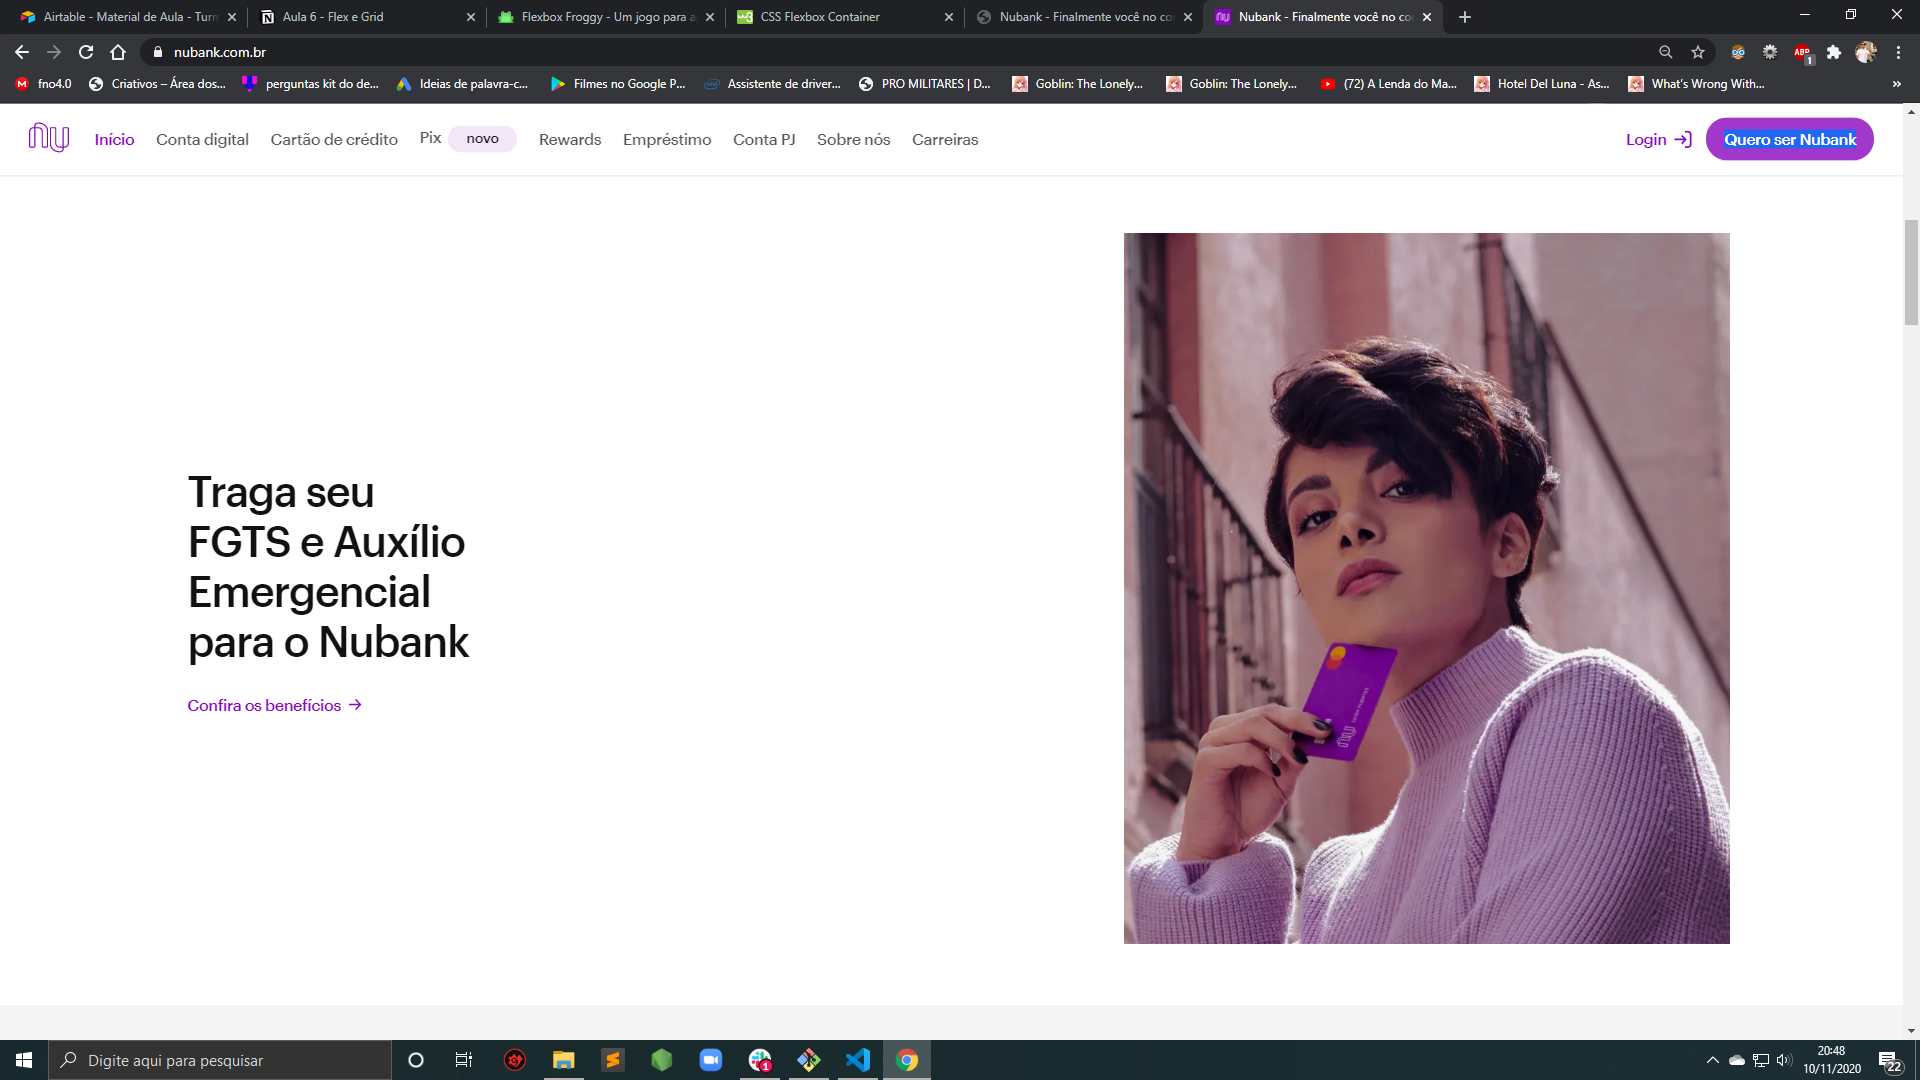 Airtable - Material de Aula - Turn
Aula 6 - Flex e Grid
Flexbox Froggy - Um jogo para a
CSS Flexbox Container
Nubank - Finalmente você no co
Nubank - Finalmente você no co
nubank.com.br
fno4.0
Criativos – Área dos...
perguntas kit do de...
Ideias de palavra-c...
Filmes no Google P...
Assistente de driver...
PRO MILITARES | D...
Goblin: The Lonely...
Goblin: The Lonely...
(72) A Lenda do Ma...
Hotel Del Luna - As...
What's Wrong With...
»
nu
Início
Conta digital
Cartão de crédito
Pix
novo
Rewards
Empréstimo
Conta PJ
Sobre nós
Carreiras
Login
Quero ser Nubank
Traga seu
FGTS e Auxílio
Emergencial
para o Nubank
Confira os benefícios →
nu
Digite aqui para pesquisar
1
20:48
10/11/2020
22